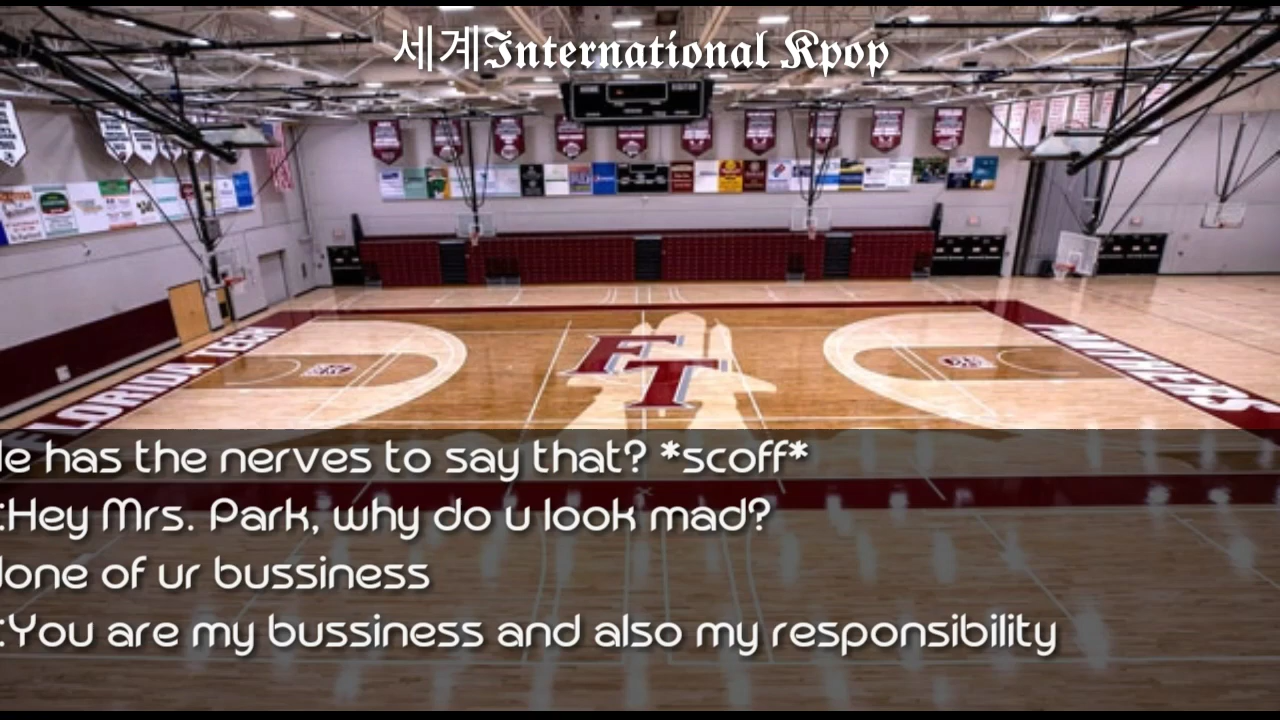 세계International Kpop
FLORIDA TECH
FT
PANTHERS
e has the nerves to say that? *scoff*
:Hey Mrs. Park, why do u look mad?
one of ur bussiness
:You are my bussiness and also my responsibility